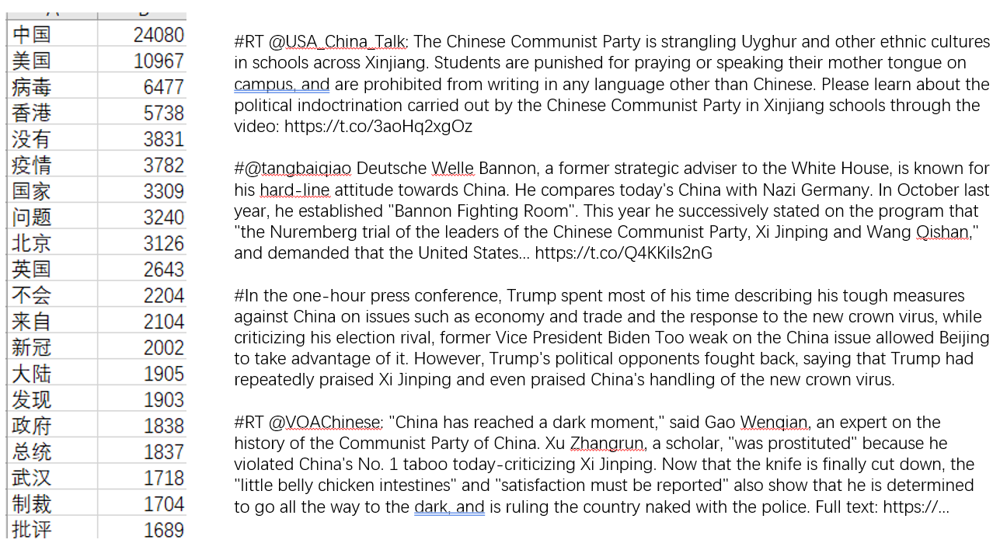 中国 24080
美国 10967
病毒 6477
香港 5738
没有 3831
疫情 3782
国家 3309
问题 3240
北京 3126
英国 2643
不会 2204
来自 2104
新冠 2002
大陆 1905
发现 1903
政府 1838
总统 1837
武汉 1718
制裁 1704
批评 1689
#RT @USA_China_Talk: The Chinese Communist Party is strangling Uyghur and other ethnic cultures
in schools across Xinjiang. Students are punished for praying or speaking their mother tongue on
campus, and are prohibited from writing in any language other than Chinese. Please learn about the
political indoctrination carried out by the Chinese Communist Party in Xinjiang schools through the
video: https://t.co/3aoHq2xgOz
#@tangbaiqiao Deutsche Welle Bannon, a former strategic adviser to the White House, is known for
his hard-line attitude towards China. He compares today's China with Nazi Germany. In October last
year, he established "Bannon Fighting Room". This year he successively stated on the program that
"the Nuremberg trial of the leaders of the Chinese Communist Party, Xi Jinping and Wang Qishan,"
and demanded that the United States... https://t.co/Q4KKiIs2nG
#In the one-hour press conference, Trump spent most of his time describing his tough measures
against China on issues such as economy and trade and the response to the new crown virus, while
criticizing his election rival, former Vice President Biden Too weak on the China issue allowed Beijing
to take advantage of it. However, Trump's political opponents fought back, saying that Trump had
repeatedly praised Xi Jinping and even praised China's handling of the new crown virus.
#RT @VOAChinese: "China has reached a dark moment," said Gao Wenqian, an expert on the
history of the Communist Party of China. Xu Zhangrun, a scholar, "was prostituted" because he
violated China's No. 1 taboo today-criticizing Xi Jinping. Now that the knife is finally cut down, the
"little belly chicken intestines" and "satisfaction must be reported" also show that he is determined
to go all the way to the dark, and is ruling the country naked with the police. Full text: https://...